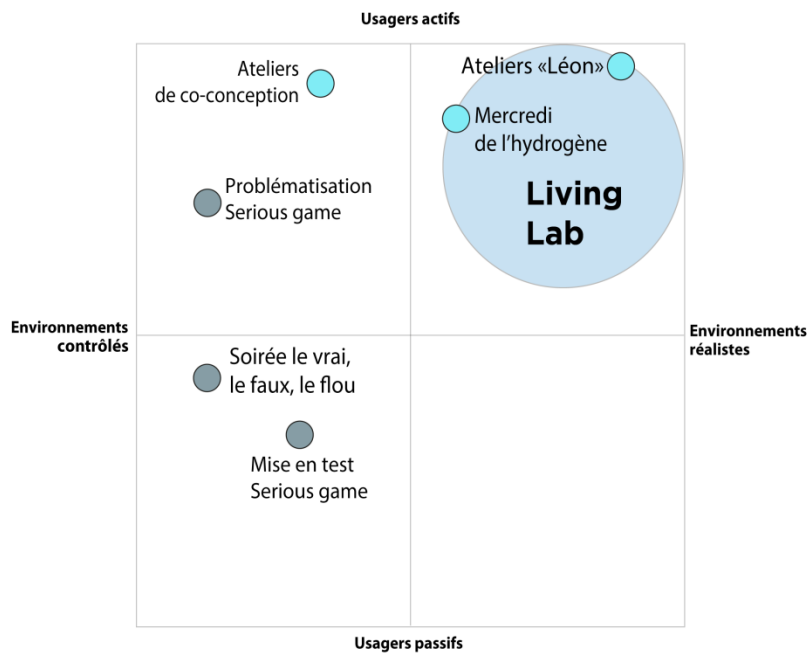 Usagers actifs
Ateliers
de co-conception
Ateliers «Léon»
Mercredi
de l'hydrogène
Problématisation
Serious game
Living
Lab
Environnements
contrôlés
Environnements
réalistes
Soirée le vrai,
le faux, le flou
Mise en test
Serious game
Usagers passifs